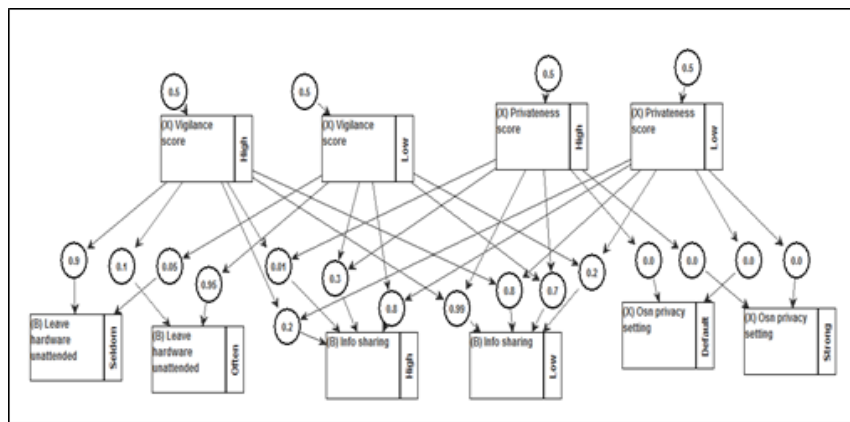 0.5
0.5
0.5
0.5
(X) Vigilance
score
High
(X) Vigilance
score
Low
(X) Privateness
score
High
(X) Privateness
score
Low
0.9
0.1
0.05
0.95
0.01
0.3
0.2
0.8
0.99
0.8
0.7
0.2
0.0
0.0
0.0
0.0
(B) Leave
hardware
unattended
Seldom
(B) Leave
hardware
unattended
Often
(B) Info sharing
High
(B) Info sharing
Low
(X) Osn privacy
setting
Default
(X) Osn privacy
setting
Strong